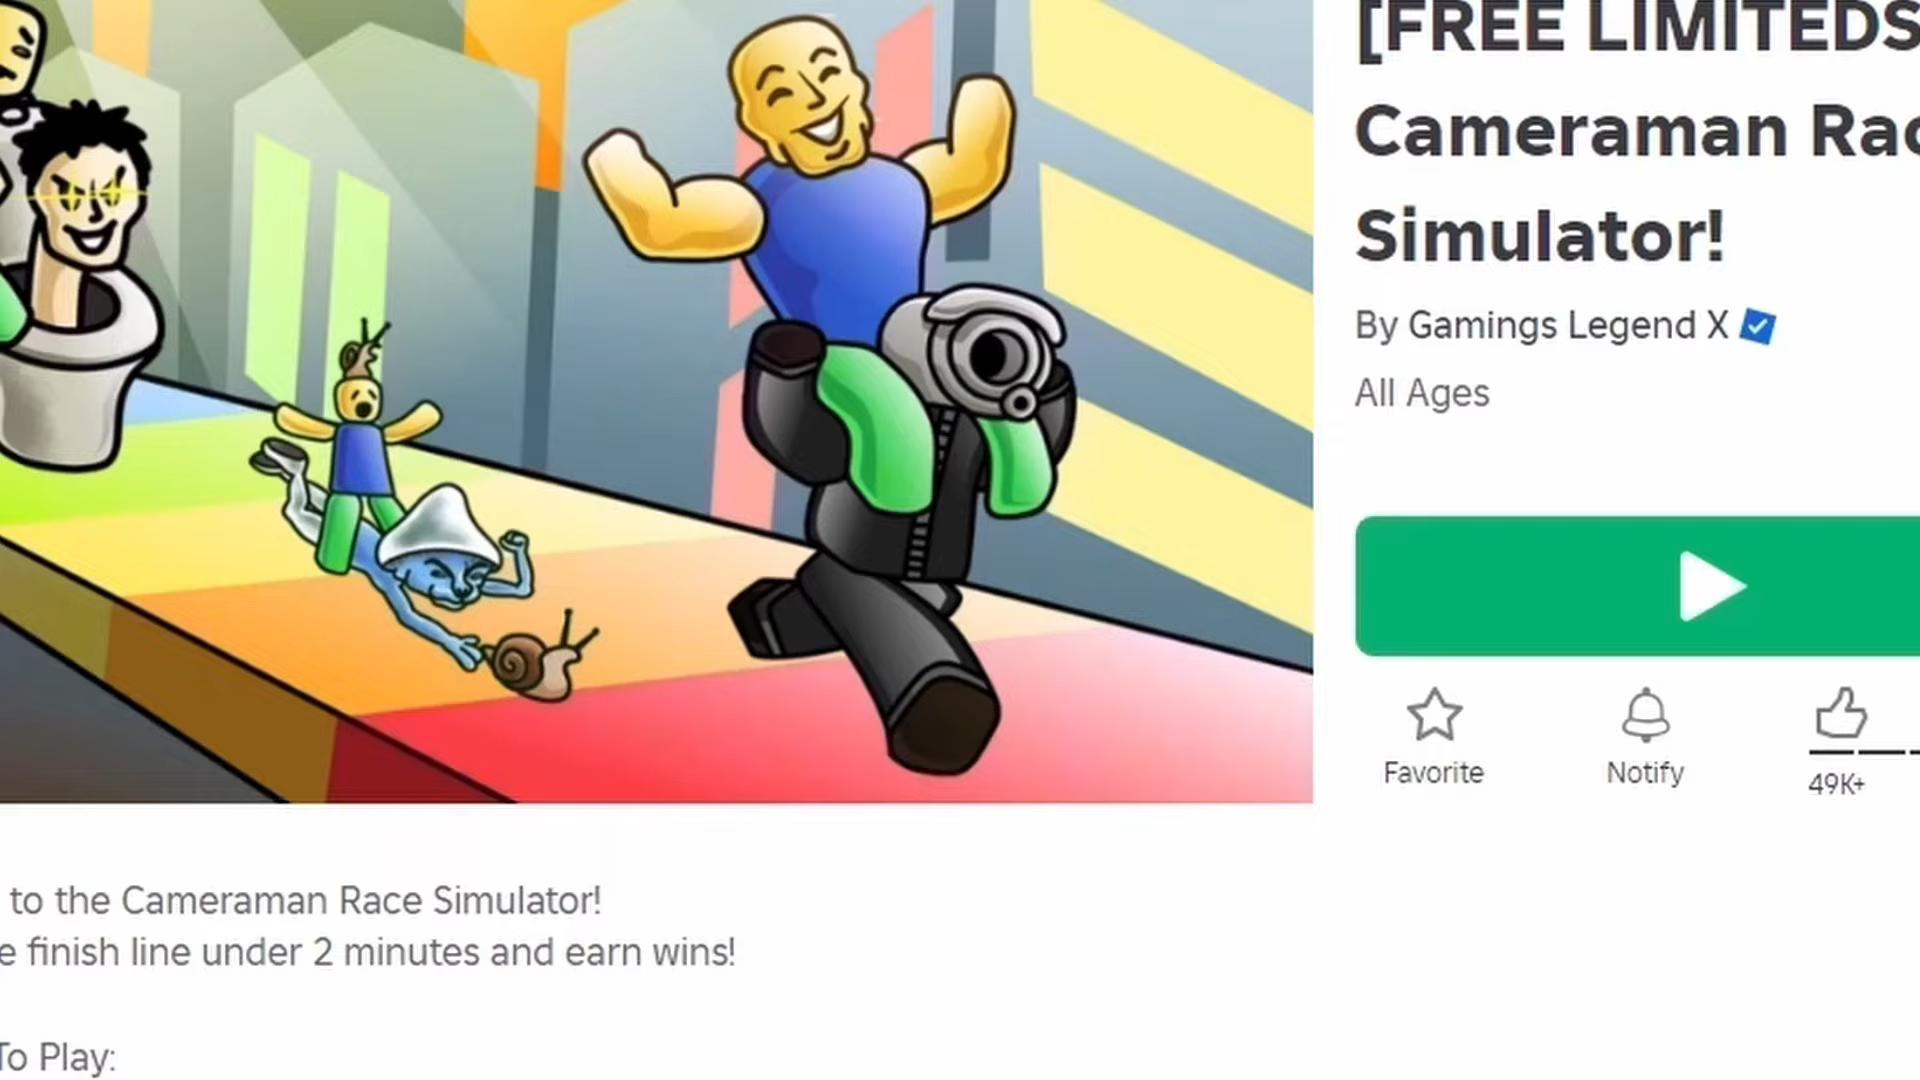 [FREE LIMITEDS
Cameraman Rac
Simulator!
By Gamings Legend X
All Ages
Favorite
Notify
49K+
to the Cameraman Race Simulator!
e finish line under 2 minutes and earn wins!
To Play: